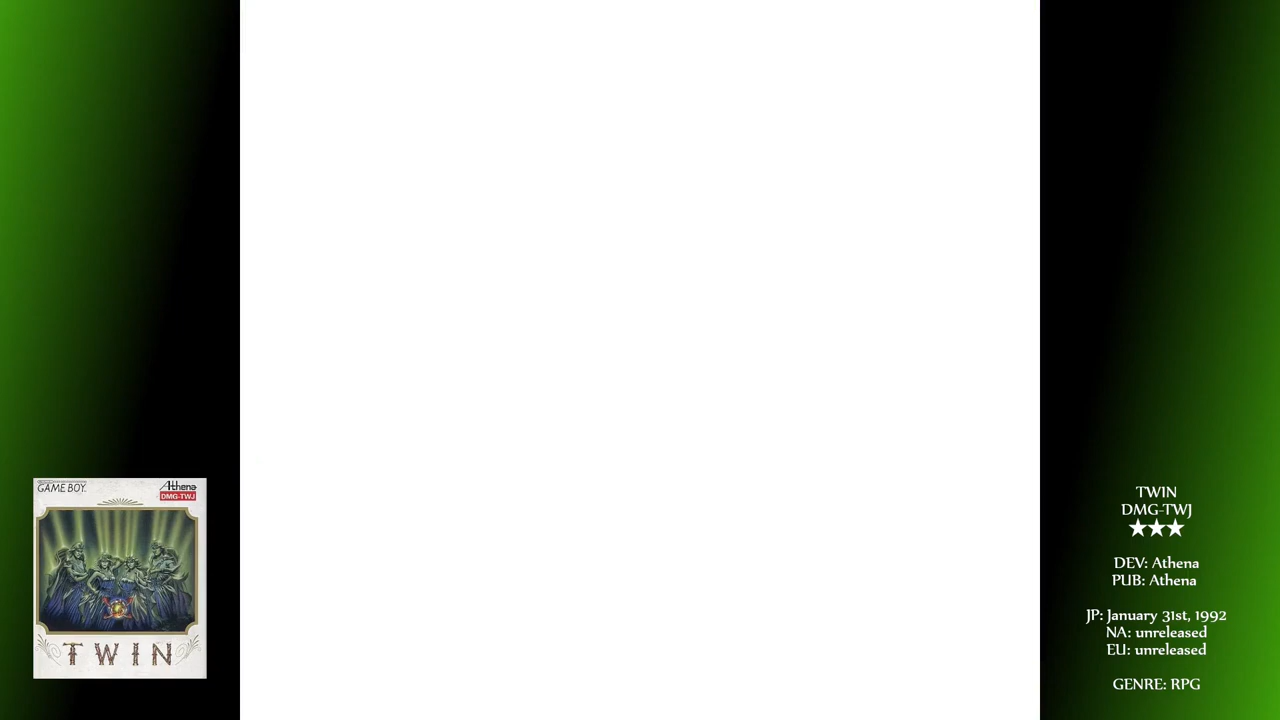 GAME BOY
Athena
DMG-TWJ
TWIN
TWIN
DMG-TWJ
★★★
DEV: Athena
PUB: Athena
JP: January 31st, 1992
NA: unreleased
EU: unreleased
GENRE: RPG